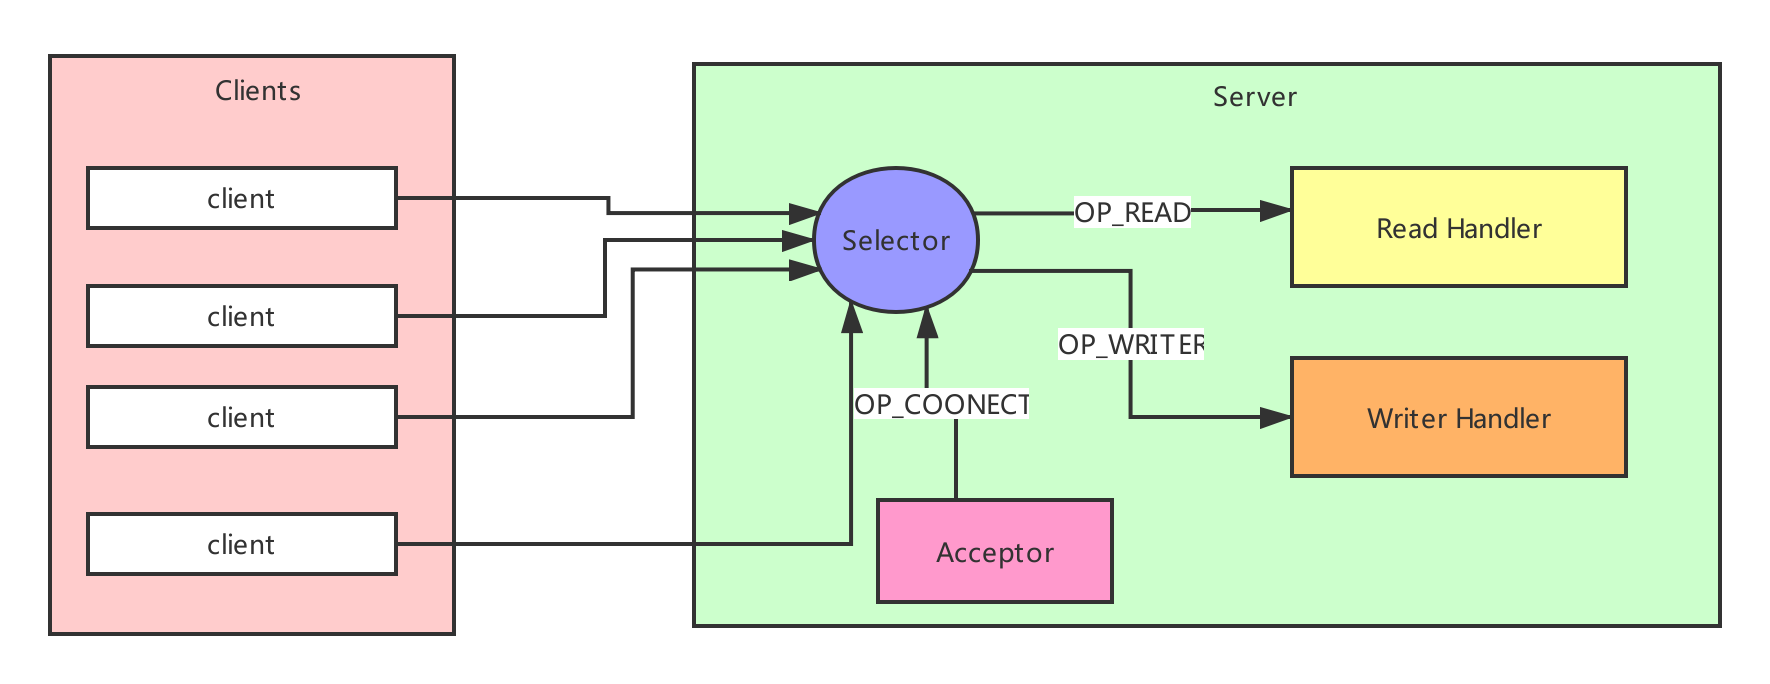 Clients
client
client
client
client
Server
Selector
OP_READ
Read Handler
OP_WRITER
Writer Handler
OP_COONECT
Acceptor